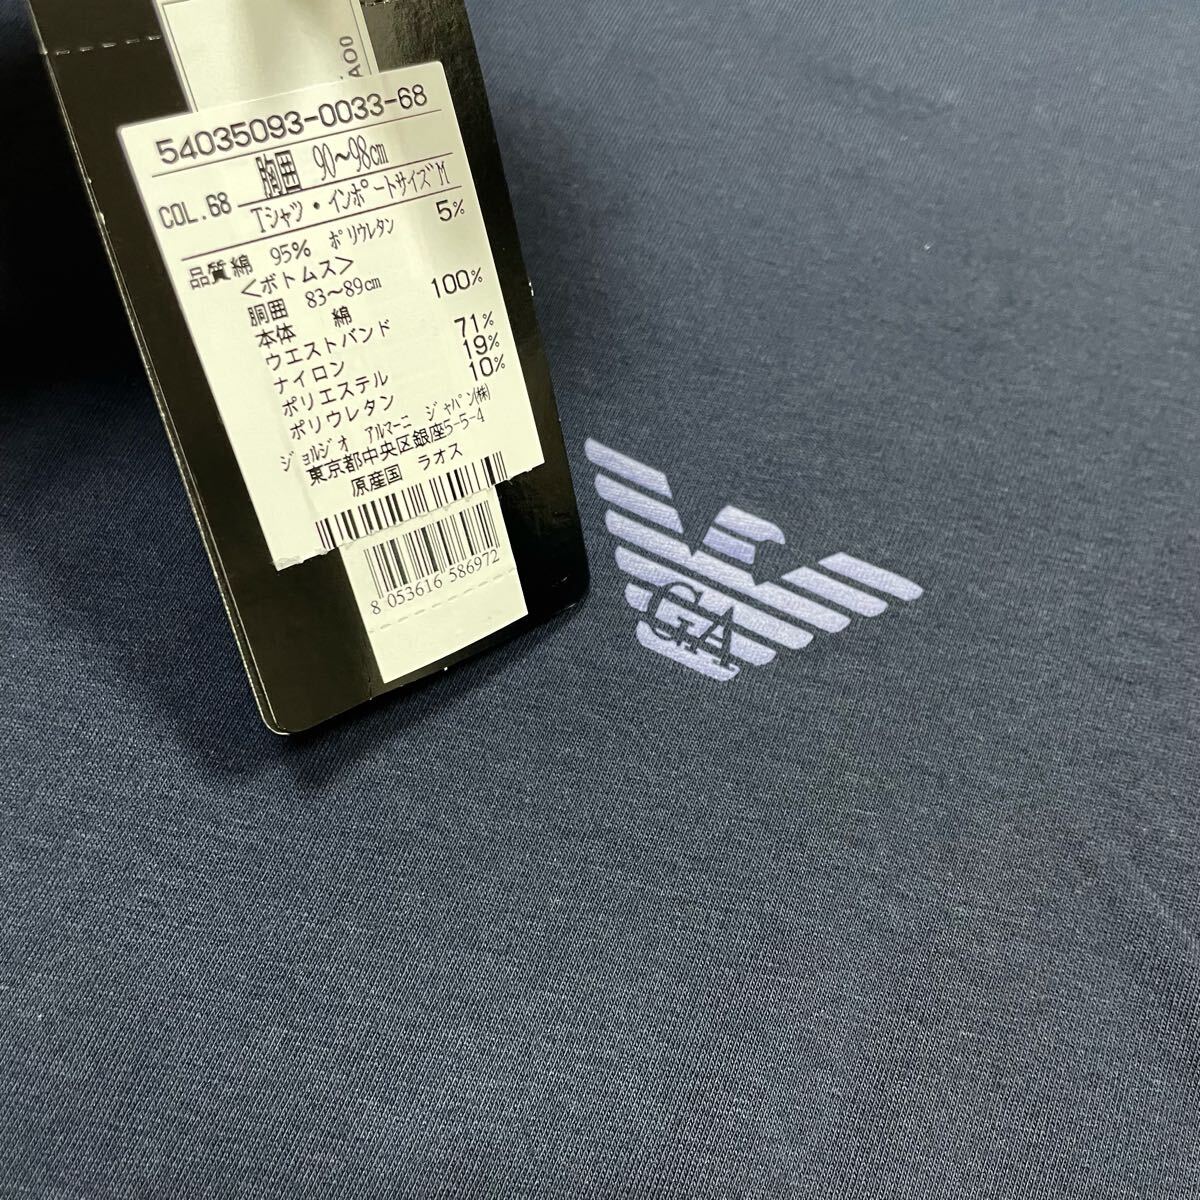 AO0
54035093-0033-68
胸囲 90～98cm
COL.68 Tシャツ・インポートサイズM
品質綿 95% ポリウレタン 5%
<ボトムス>
胴囲 83～89cm
本体 綿 100%
ウエストバンド
ナイロン 71%
ポリエステル 19%
ポリウレタン 10%
ジョルジオ アルマーニ ジャパン(株)
東京都中央区銀座5-5-4
原産国 ラオス
8 053616 586972
GA